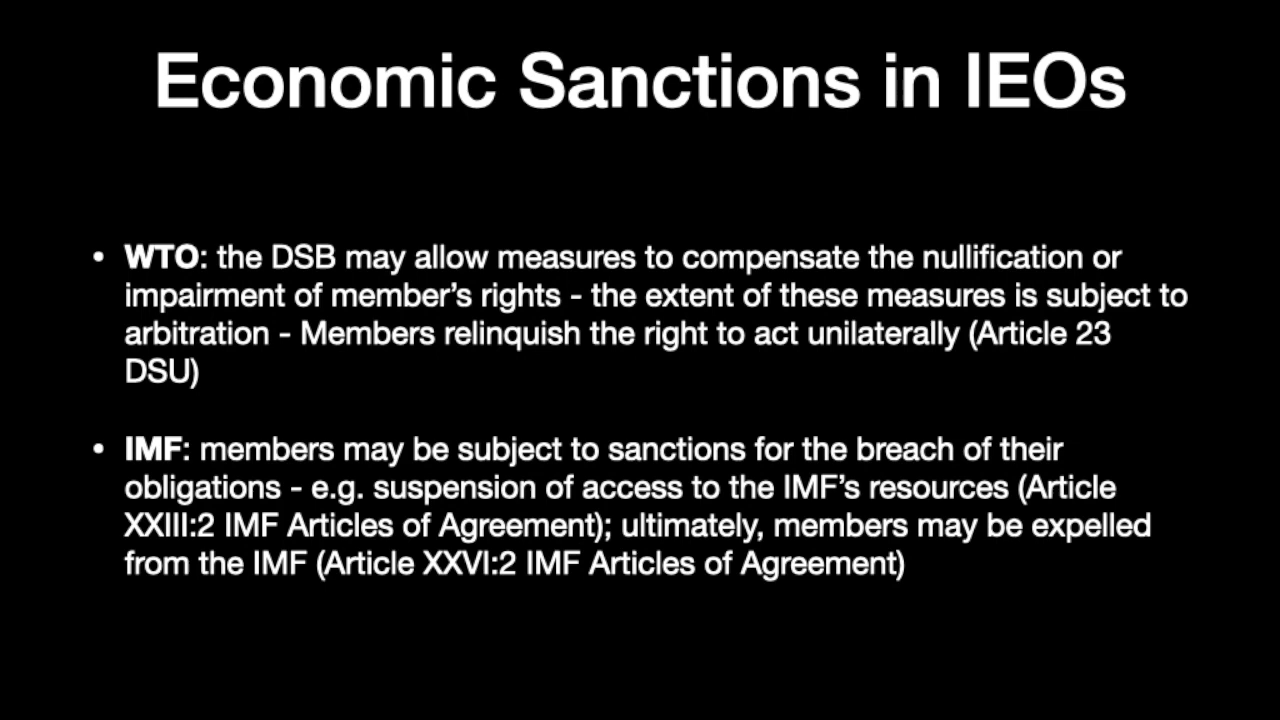 Economic Sanctions in IEOs
• WTO: the DSB may allow measures to compensate the nullification or
impairment of member’s rights - the extent of these measures is subject to
arbitration - Members relinquish the right to act unilaterally (Article 23
DSU)
• IMF: members may be subject to sanctions for the breach of their
obligations - e.g. suspension of access to the IMF’s resources (Article
XXIII:2 IMF Articles of Agreement); ultimately, members may be expelled
from the IMF (Article XXVI:2 IMF Articles of Agreement)